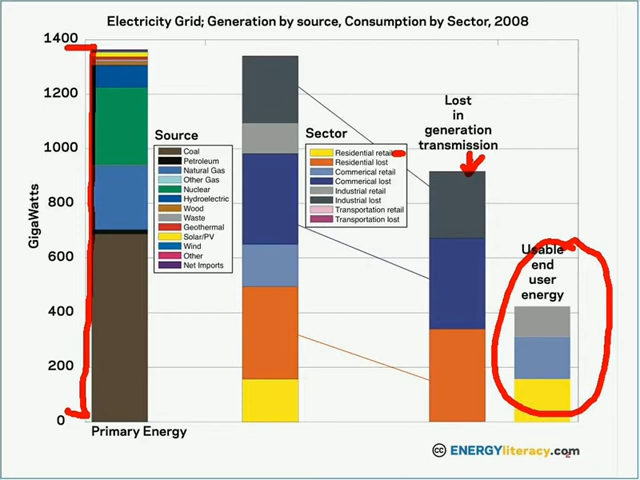 Electricity Grid; Generation by source, Consumption by Sector, 2008
1400
1200
1000
800
600
400
200
0
GigaWatts
Primary Energy
Source
Coal
Petroleum
Natural Gas
Other Gas
Nuclear
Hydroelectric
Wood
Waste
Geothermal
Solar/PV
Wind
Other
Net Imports
Sector
Residential retail
Residential lost
Commerical retail
Commerical lost
Industrial retail
Industrial lost
Transportation retail
Transportation lost
Lost
in
generation
transmission
Usable
end
user
energy
cc ENERGYliteracy.com